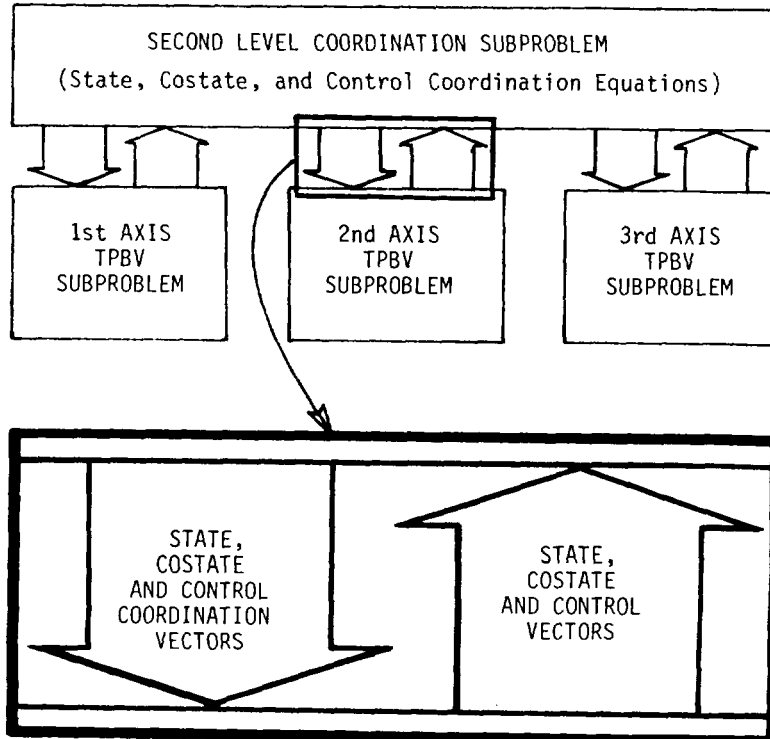 SECOND LEVEL COORDINATION SUBPROBLEM
(State, Costate, and Control Coordination Equations)
1st AXIS
TPBV
SUBPROBLEM
2nd AXIS
TPBV
SUBPROBLEM
3rd AXIS
TPBV
SUBPROBLEM
STATE,
COSTATE
AND CONTROL
COORDINATION
VECTORS
STATE,
COSTATE
AND CONTROL
VECTORS